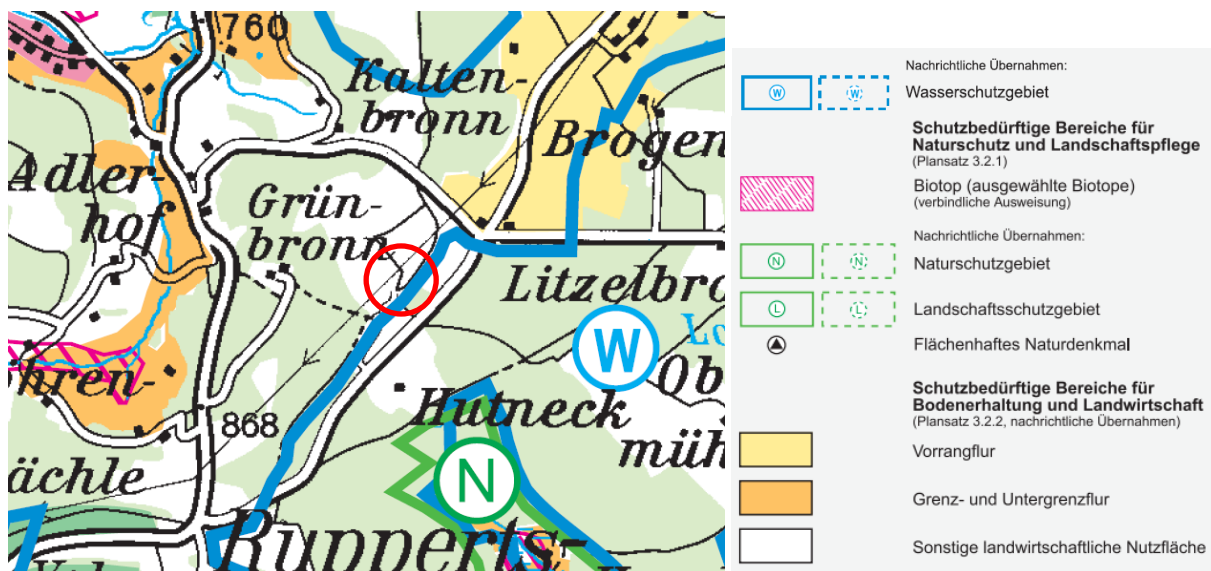 760
Kalten-
bronn
Brogen
Adler-
hof
Grün-
bronn
Litzelbro
W
Lo
Ob
öhren-
868
Hutneck
müh
ächle
N
Rupperts-
Nachrichtliche Übernahmen:
W W Wasserschutzgebiet
Schutzbedürftige Bereiche für
Naturschutz und Landschaftspflege
(Plansatz 3.2.1)
Biotop (ausgewählte Biotope)
(verbindliche Ausweisung)
Nachrichtliche Übernahmen:
N N Naturschutzgebiet
L L Landschaftsschutzgebiet
Flächenhaftes Naturdenkmal
Schutzbedürftige Bereiche für
Bodenerhaltung und Landwirtschaft
(Plansatz 3.2.2, nachrichtliche Übernahmen)
Vorrangflur
Grenz- und Untergrenzflur
Sonstige landwirtschaftliche Nutzfläche